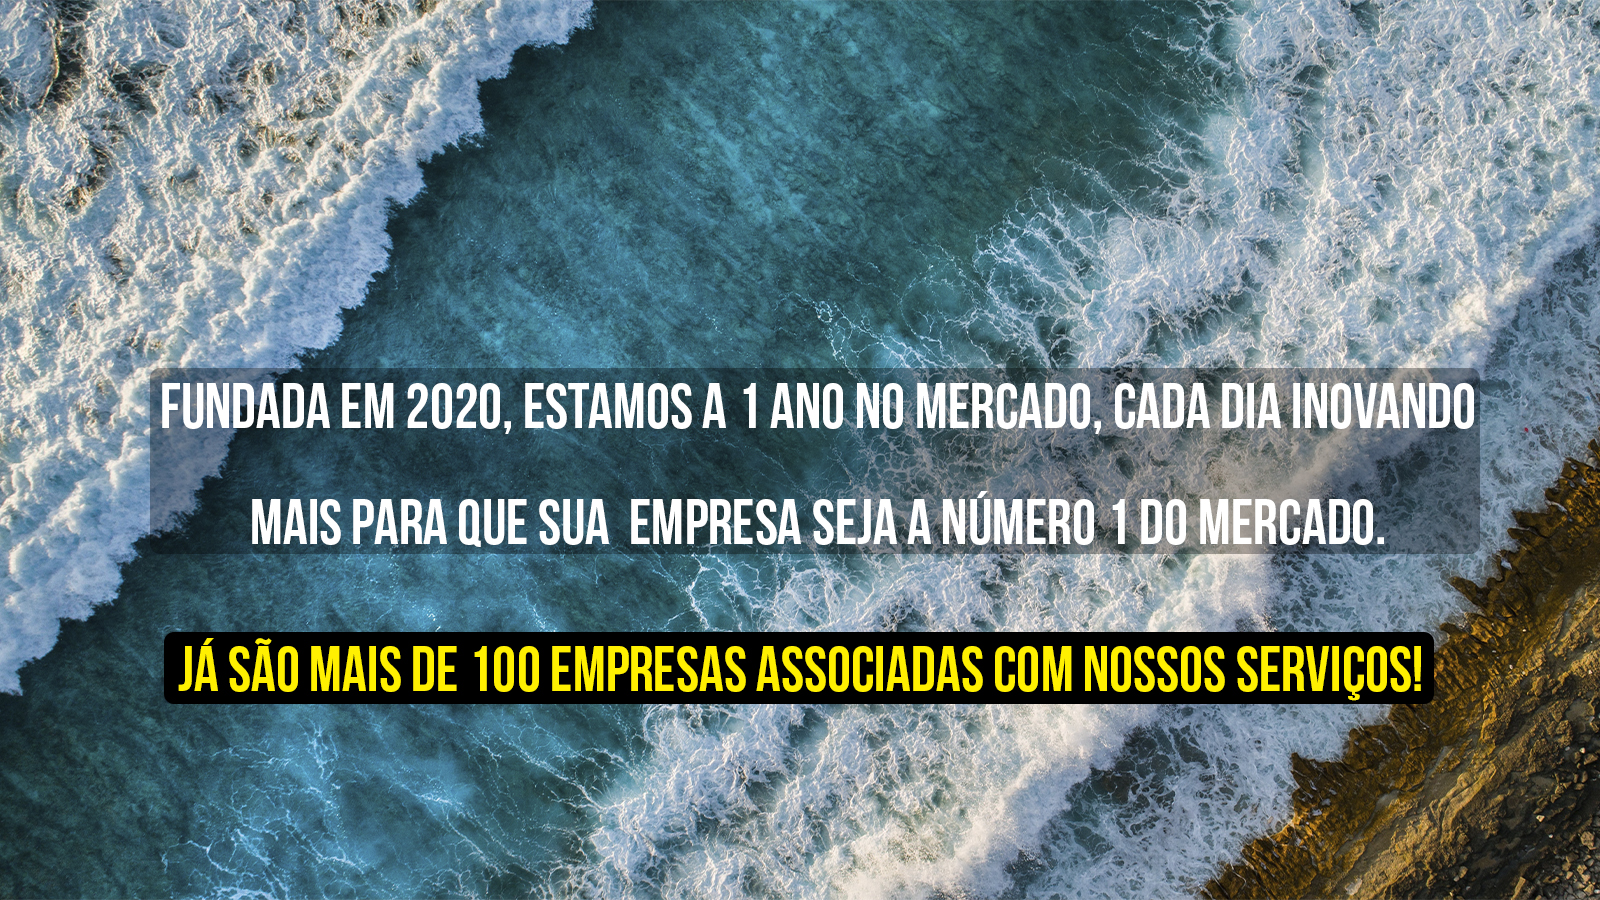 FUNDADA EM 2020, ESTAMOS A 1 ANO NO MERCADO, CADA DIA INOVANDO
MAIS PARA QUE SUA  EMPRESA SEJA A NÚMERO 1 DO MERCADO.
JÁ SÃO MAIS DE 100 EMPRESAS ASSOCIADAS COM NOSSOS SERVIÇOS!